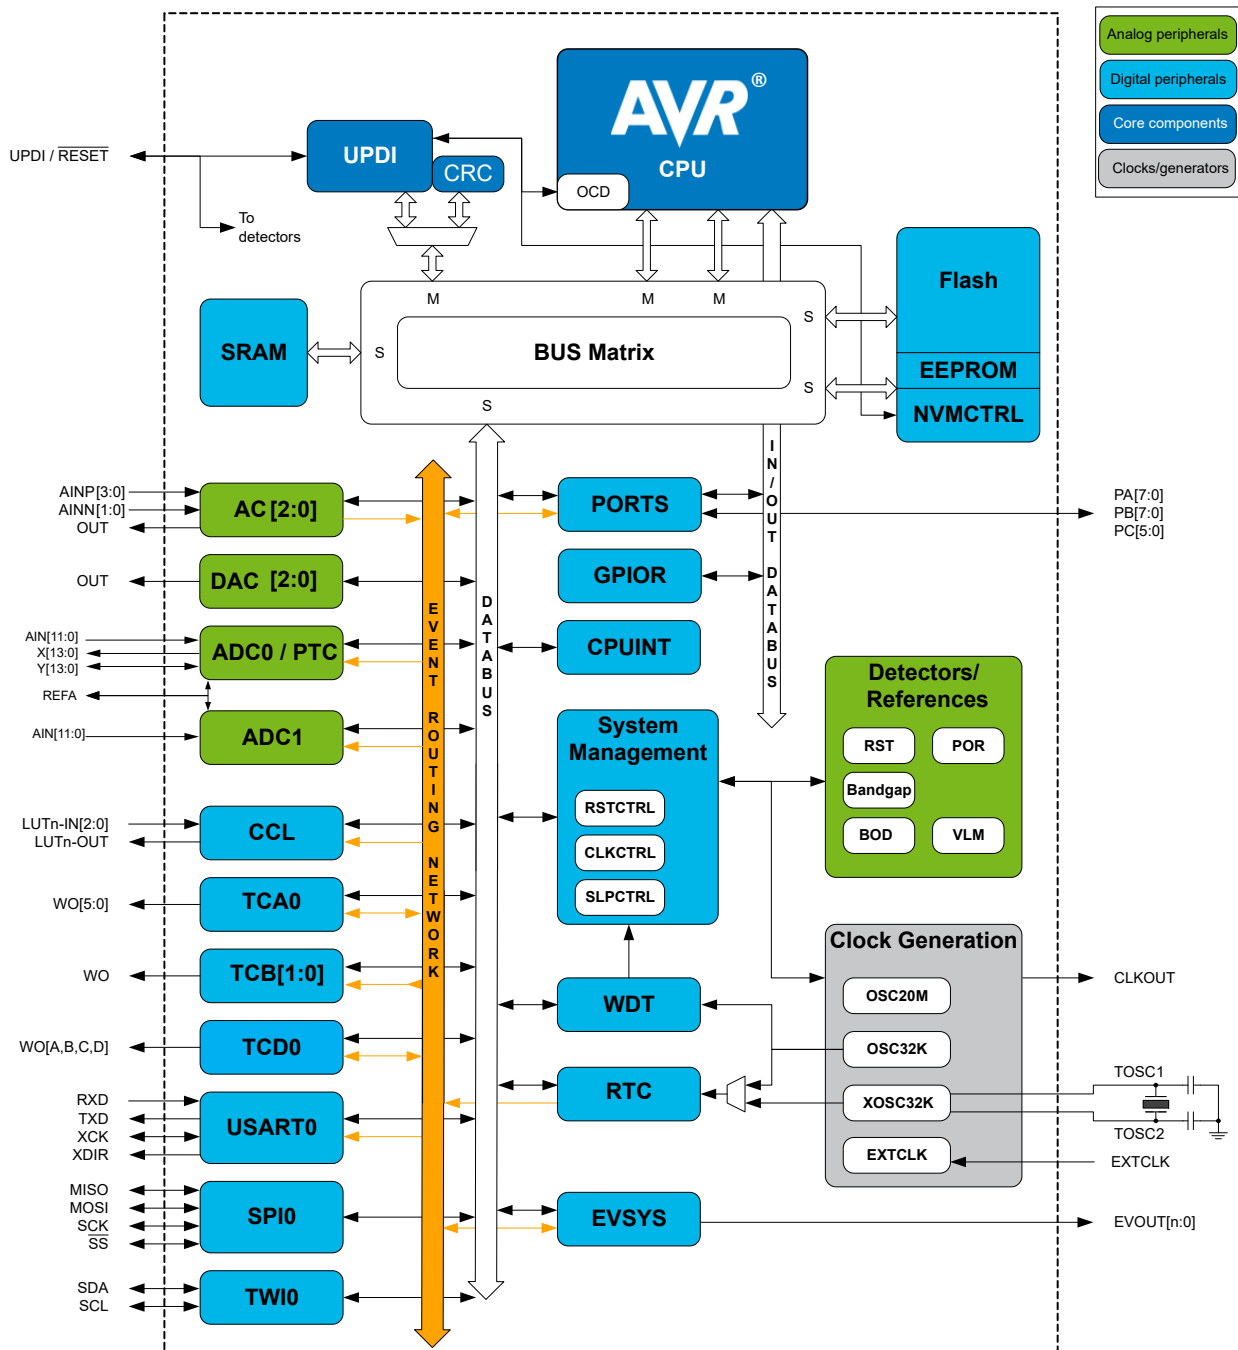 Analog peripherals
Digital peripherals
Core components
Clocks/generators
AVR®
CPU
OCD
UPDI / RESET
UPDI
CRC
To
detectors
M
M
M
Flash
SRAM
S
BUS Matrix
S
EEPROM
S
NVMCTRL
S
IN/OUT DATABUS
DATABUS
EVENT ROUTING NETWORK
AINP[3:0]
AINN[1:0]
OUT
AC [2:0]
PORTS
PA[7:0]
PB[7:0]
PC[5:0]
OUT
DAC [2:0]
GPIOR
AIN[11:0]
X[13:0]
Y[13:0]
ADC0 / PTC
CPUINT
REFA
AIN[11:0]
ADC1
Detectors/
References
RST
POR
Bandgap
BOD
VLM
System
Management
RSTCTRL
CLKCTRL
SLPCTRL
LUTn-IN[2:0]
LUTn-OUT
CCL
WO[5:0]
TCA0
WO
TCB[1:0]
WDT
Clock Generation
OSC20M
OSC32K
XOSC32K
EXTCLK
CLKOUT
WO[A,B,C,D]
TCD0
RTC
TOSC1
TOSC2
EXTCLK
RXD
TXD
XCK
XDIR
USART0
MISO
MOSI
SCK
SS
SPI0
EVSYS
EVOUT[n:0]
SDA
SCL
TWI0